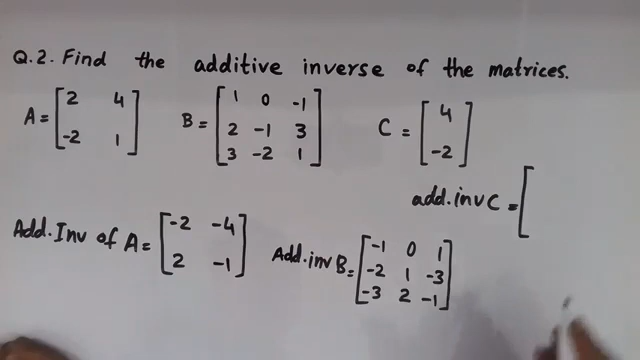 Q.2. Find the additive inverse of the matrices.
A = [2 4
-2 1]
B = [1 0 -1
2 -1 3
3 -2 1]
C = [4
-2]
add.inv C = [
Add.Inv of A = [-2 -4
2 -1]
Add.inv B = [-1 0 1
-2 1 -3
-3 2 -1]